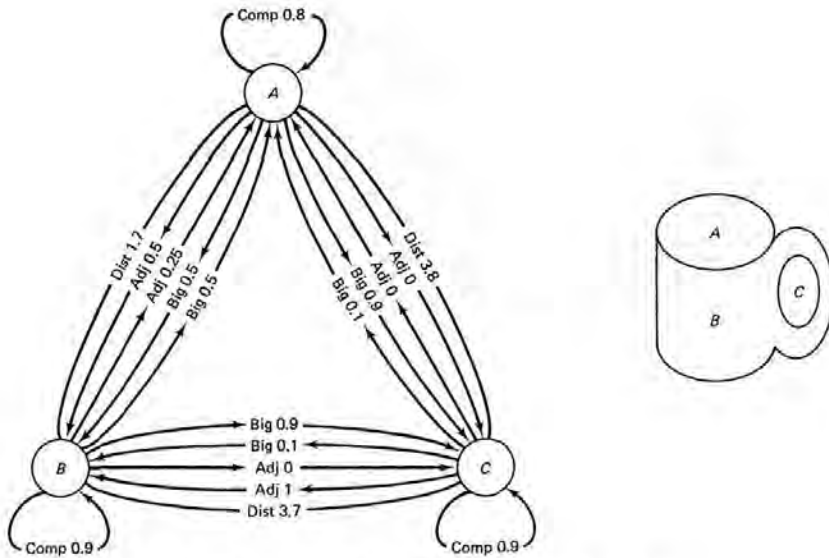 Comp 0.8
A
Dist 1.2
Adj 0.5
Adj 0.25
Big 0.5
Big 0.5
Big 0.1
Big 0.9
Adj 0
Adj 0
Dist 3.8
B
Big 0.9
Big 0.1
Adj 0
Adj 1
Dist 3.7
C
Comp 0.9
Comp 0.9
A
B
C